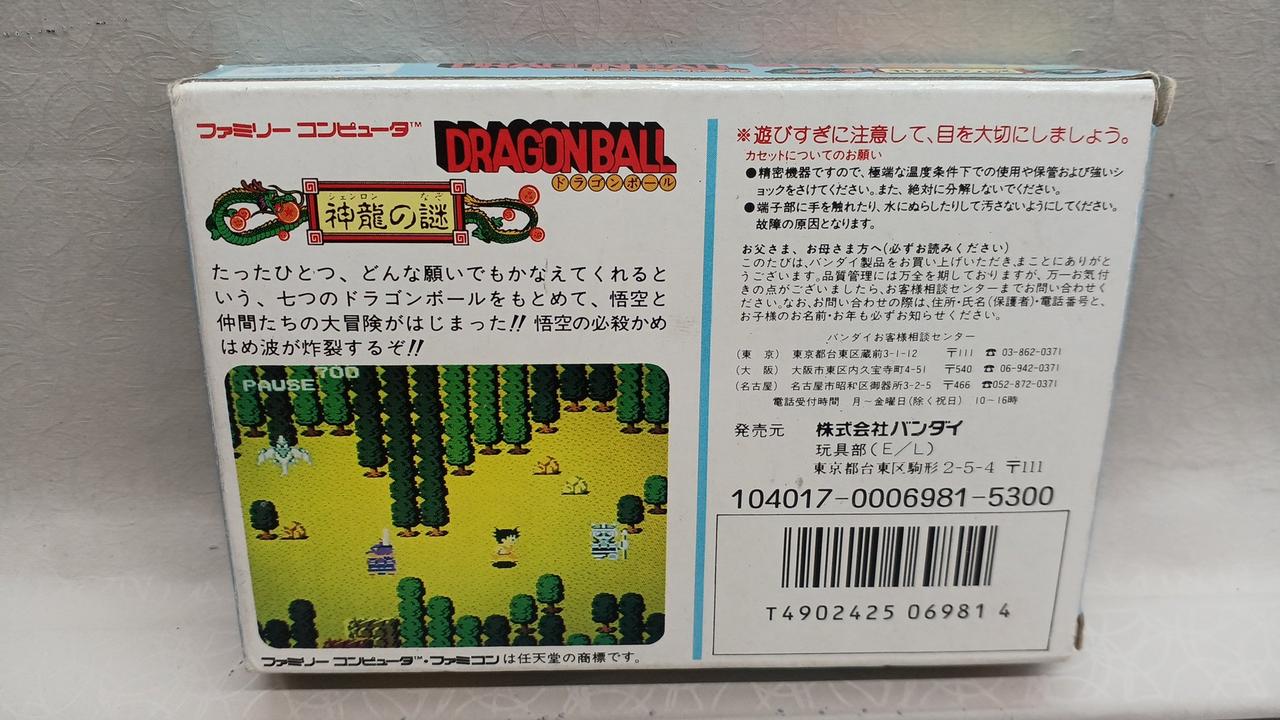 ファミリー コンピュータ™
DRAGON BALL
ドラゴンボール
シェンロン なぞ
神龍の謎
たったひとつ、どんな願いでもかなえてくれると
いう、七つのドラゴンボールをもとめて、悟空と
仲間たちの大冒険がはじまった!! 悟空の必殺かめ
はめ波が炸裂するぞ!!
700
PAUSE
ファミリー コンピュータ™・ファミコンは任天堂の商標です。
※遊びすぎに注意して、目を大切にしましょう。
カセットについてのお願い
●精密機器ですので、極端な温度条件下での使用や保管および強いシ
ョックをさけてください。また、絶対に分解しないでください。
●端子部に手を触れたり、水にぬらしたりして汚さないようにしてください。
故障の原因となります。
お父さま、お母さま方へ(必ずお読みください)
このたびは、バンダイ製品をお買い上げいただき、まことにありがと
うございます。品質管理には万全を期しておりますが、万一お気付
きの点がございましたら、お客様相談センターまでお問い合わせくだ
さい。なお、お問い合わせの際は、住所・氏名(保護者)・電話番号と、
お子様のお名前・お年も必ずお知らせください。
バンダイお客様相談センター
(東 京) 東京都台東区蔵前3-1-12 〒111 ☎ 03-862-0371
(大 阪) 大阪市東区内久宝寺町4-51 〒540 ☎ 06-942-0371
(名古屋) 名古屋市昭和区御器所3-2-5 〒466 ☎052-872-0371
電話受付時間 月~金曜日(除く祝日) 10~16時
発売元 株式会社バンダイ
玩具部(E/L)
東京都台東区駒形2-5-4 〒111
104017-0006981-5300
T4902425 06981 4